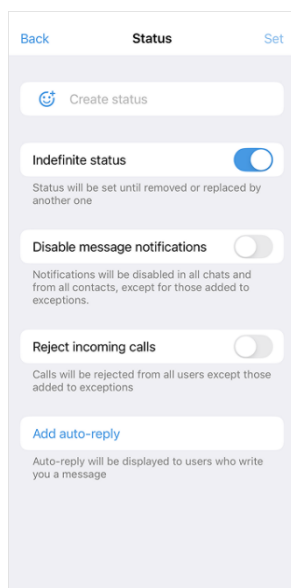 Back Status Set
Create status
Indefinite status
Status will be set until removed or replaced by
another one
Disable message notifications
Notifications will be disabled in all chats and
from all contacts, except for those added to
exceptions.
Reject incoming calls
Calls will be rejected from all users except those
added to exceptions
Add auto-reply
Auto-reply will be displayed to users who write
you a message